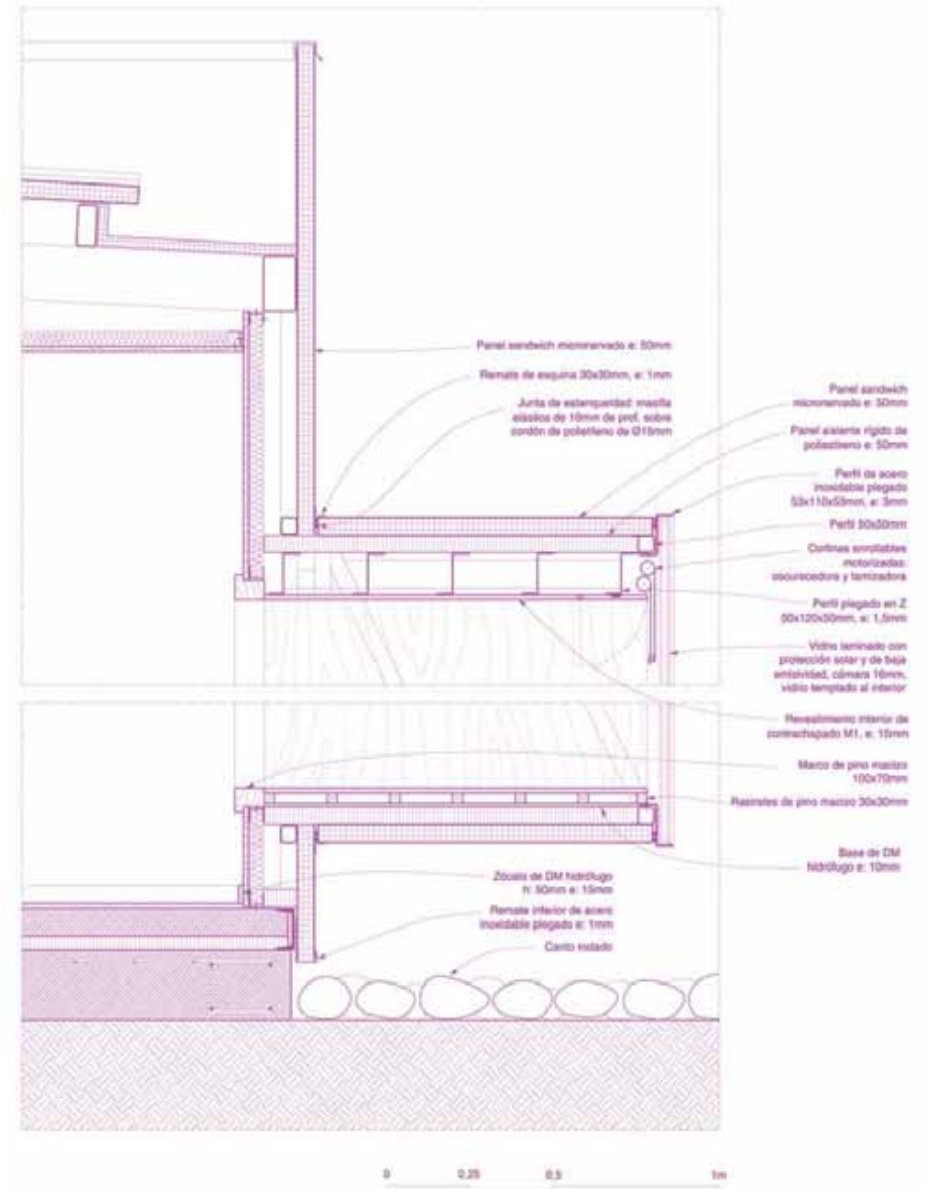 Panel sandwich micronervado e: 50mm
Remate de esquina 30x30mm, e: 1mm
Junta de estanqueidad: masilla
elástica de 10mm de prof. sobre
cordón de polietileno de Ø15mm
Panel sandwich
micronervado e: 50mm
Panel aislante rígido de
poliestireno e: 50mm
Perfil de acero
inoxidable plegado
53x110x53mm, e: 3mm
Perfil 50x50mm
Cortinas enrollables
motorizadas:
oscurecedora y tamizadora
Perfil plegado en Z
50x120x50mm, e: 1,5mm
Vidrio laminado con
protección solar y de baja
emisividad, cámara 16mm,
vidrio templado al interior
Revestimiento interior de
contrachapado M1, e: 15mm
Marco de pino macizo
100x70mm
Rastreles de pino macizo 30x30mm
Base de DM
hidrófugo e: 10mm
Zócalo de DM hidrófugo
h: 50mm e: 15mm
Remate inferior de acero
inoxidable plegado e: 1mm
Canto rodado
0 0,25 0,5 1m